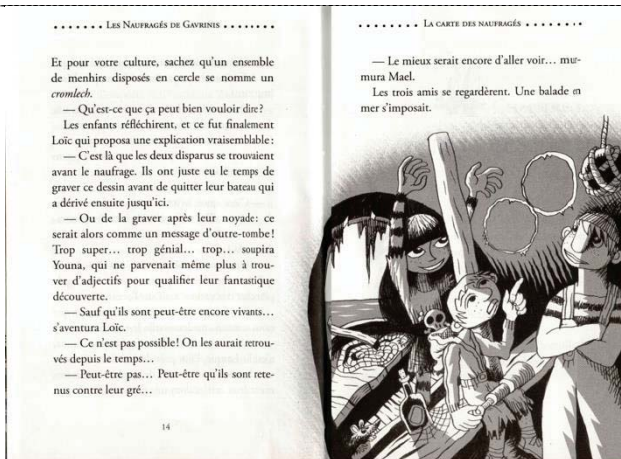 Les Naufragés de Gavrinis
Et pour votre culture, sachez qu'un ensemble
de menhirs disposés en cercle se nomme un
cromlech.
— Qu'est-ce que ça peut bien vouloir dire ?
Les enfants réfléchirent, et ce fut finalement
Loïc qui proposa une explication vraisemblable :
— C'est là que les deux disparus se trouvaient
avant le naufrage. Ils ont juste eu le temps de
graver ce dessin avant de quitter leur bateau qui
a dérivé ensuite jusqu'ici.
— Ou de la graver après leur noyade : ce
serait alors comme un message d'outre-tombe !
Trop super… trop génial… trop… soupira
Youna, qui ne parvenait même plus à trou-
ver d'adjectifs pour qualifier leur fantastique
découverte.
— Sauf qu'ils sont peut-être encore vivants…
s'aventura Loïc.
— Ce n'est pas possible ! On les aurait retrou-
vés depuis le temps…
— Peut-être pas… Peut-être qu'ils sont rete-
nus contre leur gré…
14
La carte des naufragés
— Le mieux serait encore d'aller voir… mur-
mura Mael.
Les trois amis se regardèrent. Une balade en
mer s'imposait.